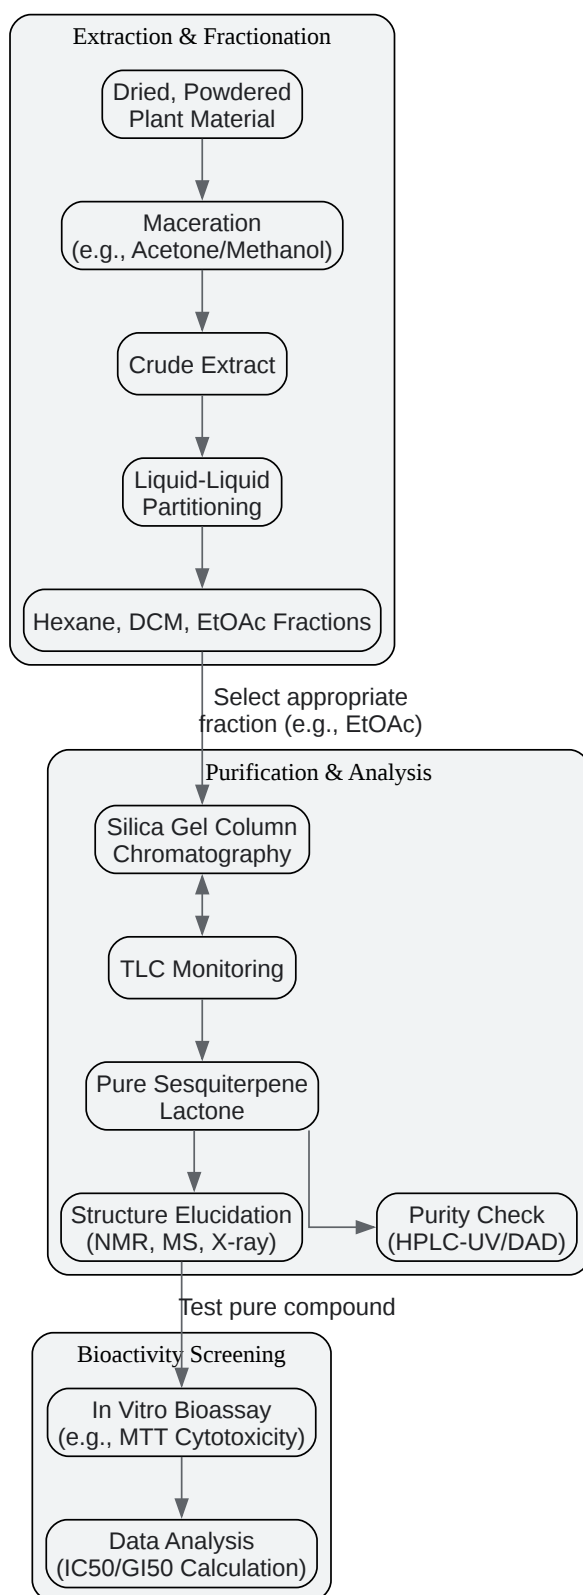 Extraction & Fractionation
Dried, Powdered
Plant Material
Maceration
(e.g., Acetone/Methanol)
Crude Extract
Liquid-Liquid
Partitioning
Hexane, DCM, EtOAc Fractions
Select appropriate
fraction (e.g., EtOAc)
Purification & Analysis
Silica Gel Column
Chromatography
TLC Monitoring
Pure Sesquiterpene
Lactone
Structure Elucidation
(NMR, MS, X-ray)
Purity Check
(HPLC-UV/DAD)
Test pure compound
Bioactivity Screening
In Vitro Bioassay
(e.g., MTT Cytotoxicity)
Data Analysis
(IC50/GI50 Calculation)